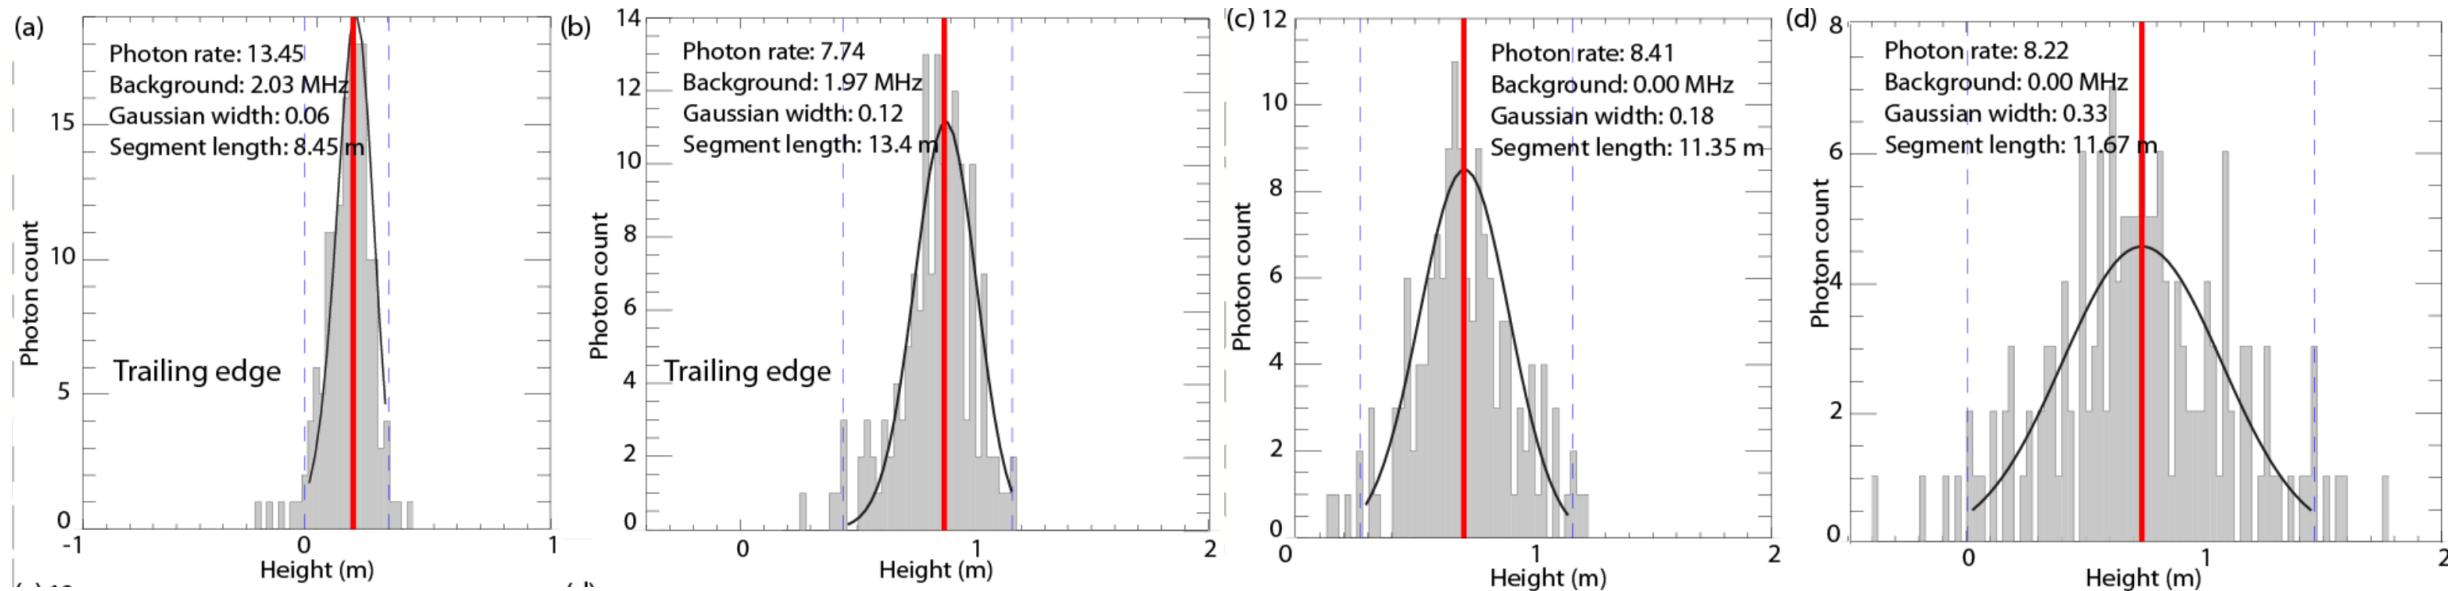 (a)
Photon rate: 13.45
Background: 2.03 MHz
Gaussian width: 0.06
Segment length: 8.45 m
Trailing edge
Photon count
15
10
5
0
-1
0
1
Height (m)
(b)
Photon rate: 7.74
Background: 1.97 MHz
Gaussian width: 0.12
Segment length: 13.4 m
Trailing edge
Photon count
14
12
10
8
6
4
2
0
0
1
2
Height (m)
(c)
Photon rate: 8.41
Background: 0.00 MHz
Gaussian width: 0.18
Segment length: 11.35 m
Photon count
12
10
8
6
4
2
0
0
1
2
Height (m)
(d)
Photon rate: 8.22
Background: 0.00 MHz
Gaussian width: 0.33
Segment length: 11.67 m
Photon count
8
6
4
2
0
0
1
2
Height (m)